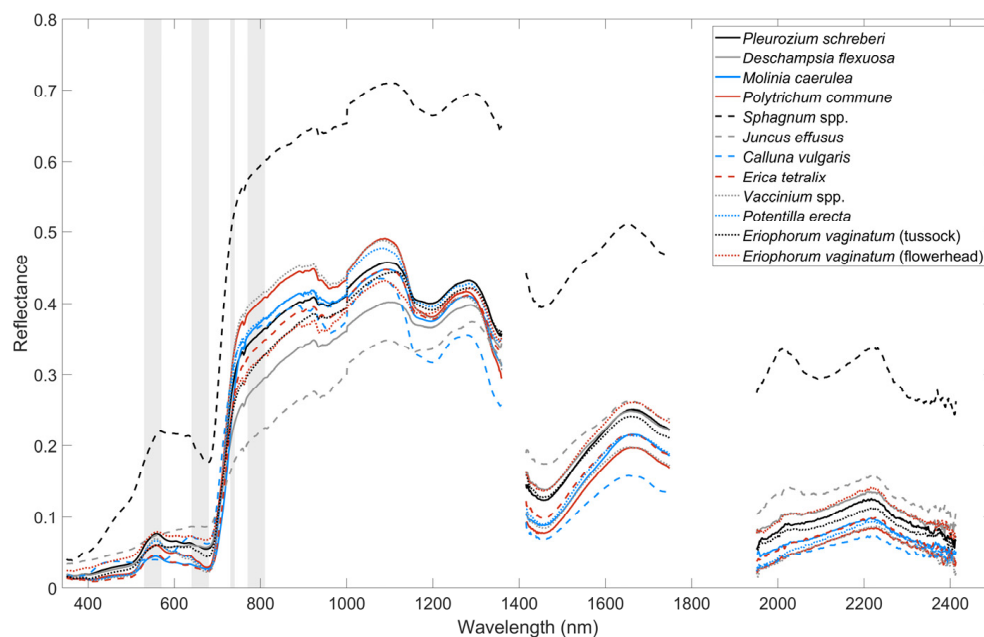 0.8
0.7
0.6
0.5
0.4
0.3
0.2
0.1
0
Reflectance
400 600 800 1000 1200 1400 1600 1800 2000 2200 2400
Wavelength (nm)
Pleurozium schreberi
Deschampsia flexuosa
Molinia caerulea
Polytrichum commune
Sphagnum spp.
Juncus effusus
Calluna vulgaris
Erica tetralix
Vaccinium spp.
Potentilla erecta
Eriophorum vaginatum (tussock)
Eriophorum vaginatum (flowerhead)